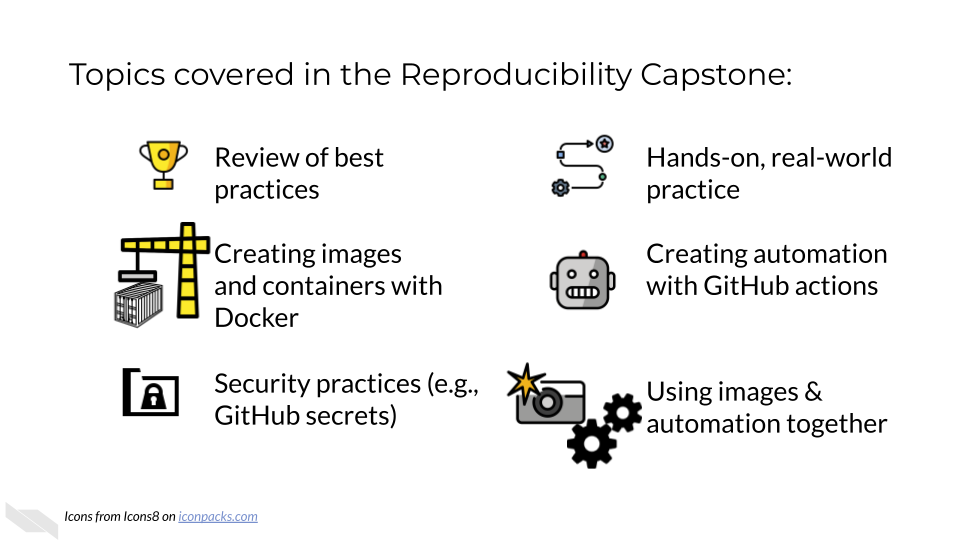 Topics covered in the Reproducibility Capstone:
Review of best
practices
Hands-on, real-world
practice
Creating images
and containers with
Docker
Creating automation
with GitHub actions
Security practices (e.g.,
GitHub secrets)
Using images &
automation together
Icons from Icons8 on iconpacks.com